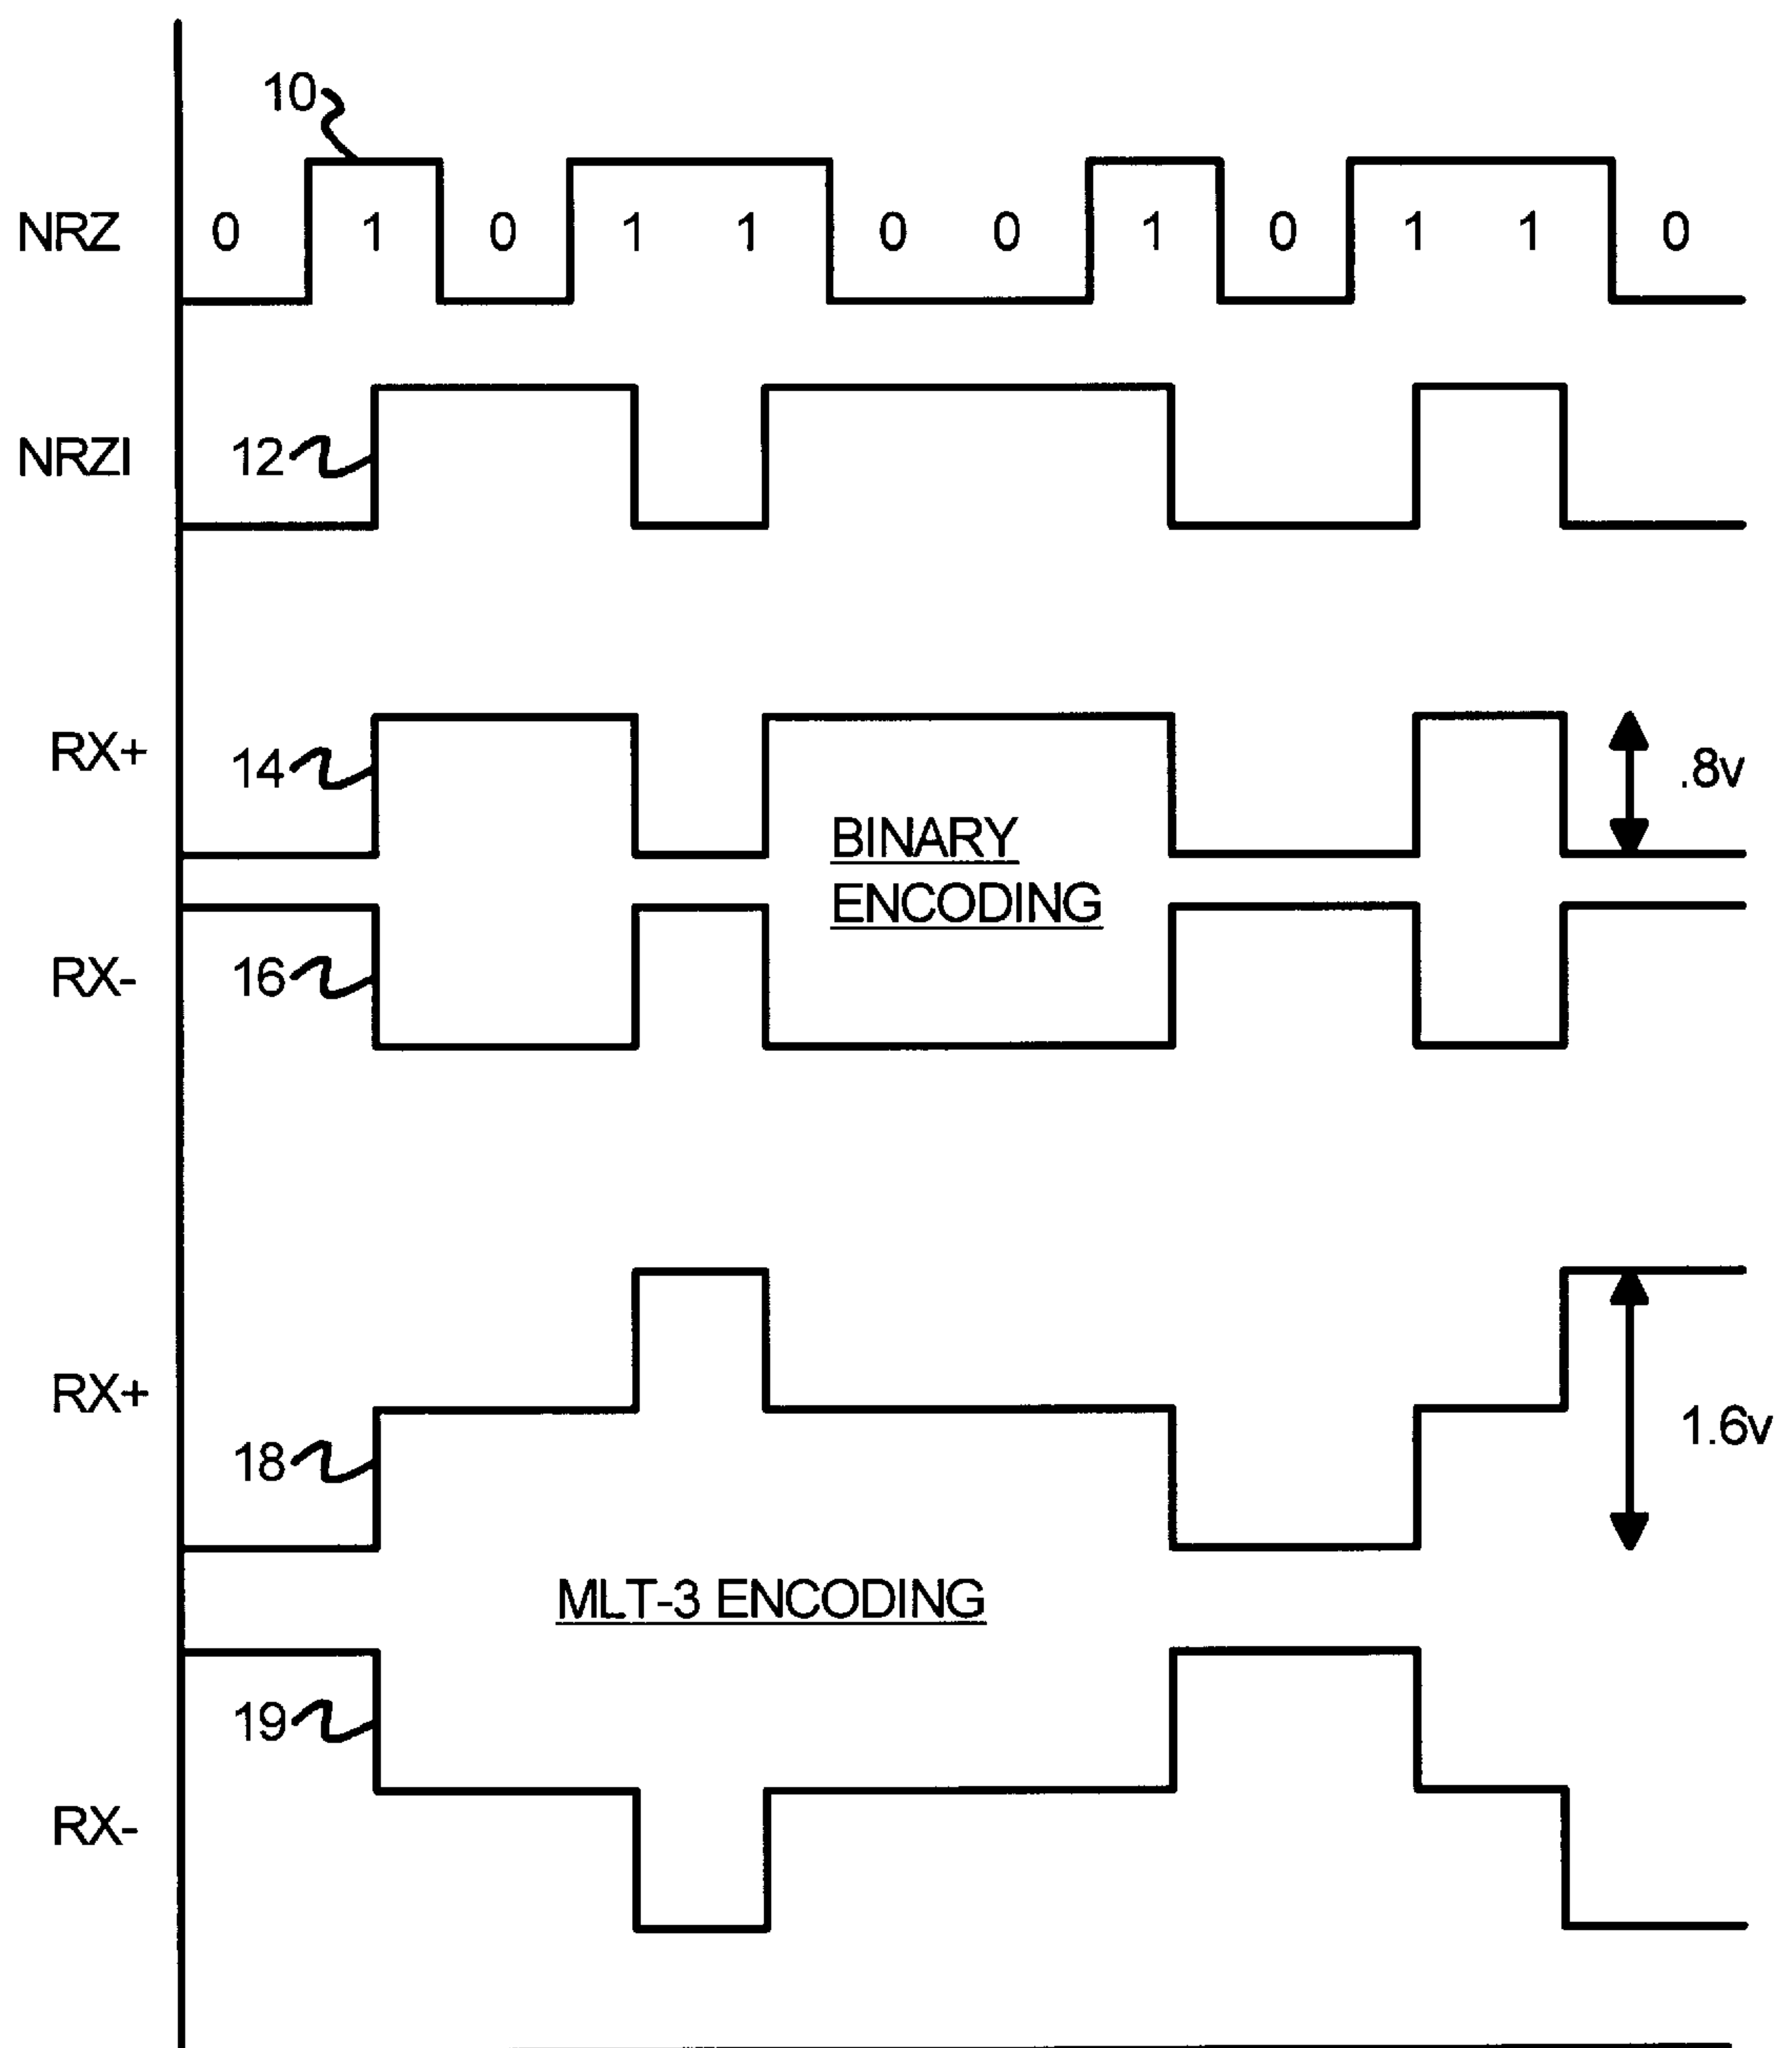 10
NRZ 0 1 0 1 1 0 0 1 0 1 1 0
NRZI 12
RX+ 14 .8v
BINARY
ENCODING
RX- 16
RX+ 18 1.6v
MLT-3 ENCODING
19
RX-